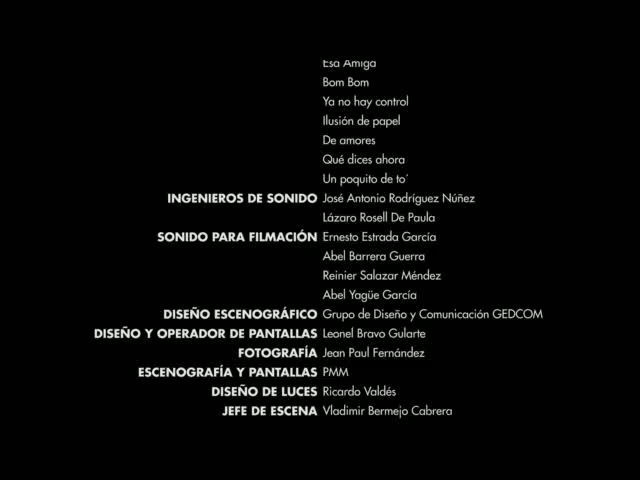 Esa Amiga
Bom Bom
Ya no hay control
Ilusión de papel
De amores
Qué dices ahora
Un poquito de to´
INGENIEROS DE SONIDO José Antonio Rodríguez Núñez
Lázaro Rosell De Paula
SONIDO PARA FILMACIÓN Ernesto Estrada García
Abel Barrera Guerra
Reinier Salazar Méndez
Abel Yagüe García
DISEÑO ESCENOGRÁFICO Grupo de Diseño y Comunicación GEDCOM
DISEÑO Y OPERADOR DE PANTALLAS Leonel Bravo Gularte
FOTOGRAFÍA Jean Paul Fernández
ESCENOGRAFÍA Y PANTALLAS PMM
DISEÑO DE LUCES Ricardo Valdés
JEFE DE ESCENA Vladimir Bermejo Cabrera